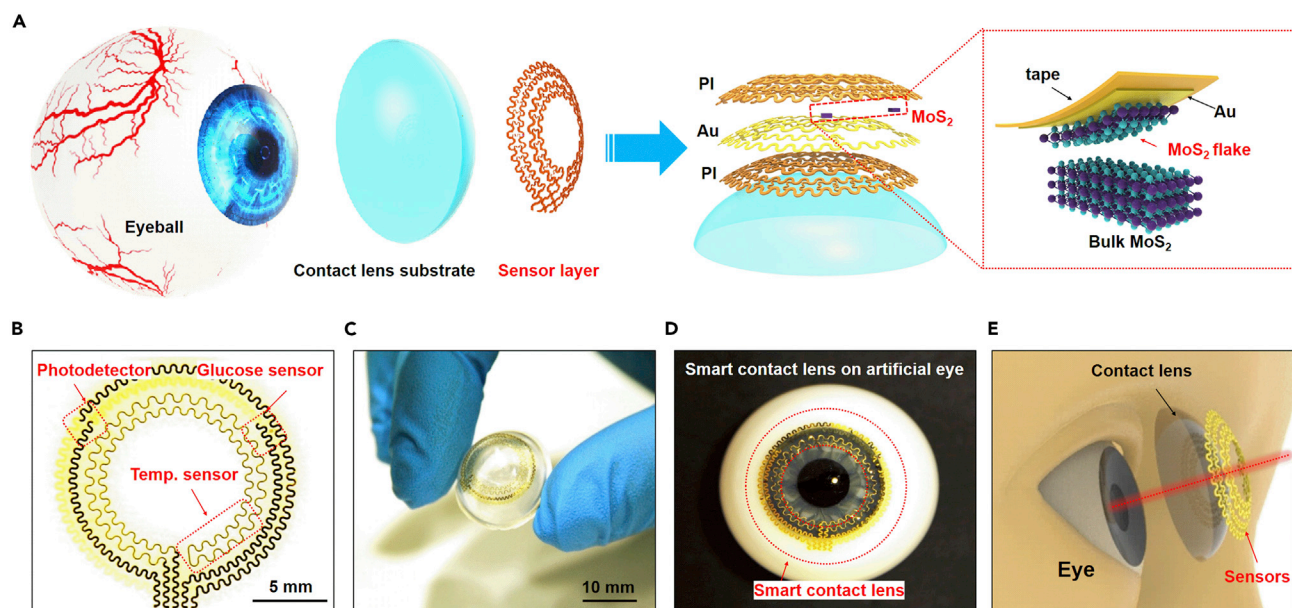 A
Eyeball
Contact lens substrate
Sensor layer
PI
Au
PI
MoS₂
tape
Au
MoS₂ flake
Bulk MoS₂
B
Photodetector
Glucose sensor
Temp. sensor
5 mm
C
10 mm
D
Smart contact lens on artificial eye
Smart contact lens
E
Contact lens
Eye
Sensors